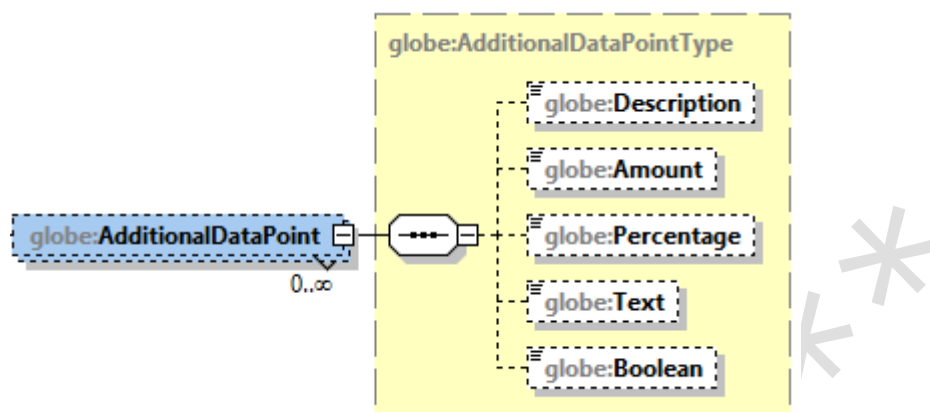 globe:AdditionalDataPointType
globe:Description
globe:Amount
globe:Percentage
globe:AdditionalDataPoint
0..∞
globe:Text
globe:Boolean